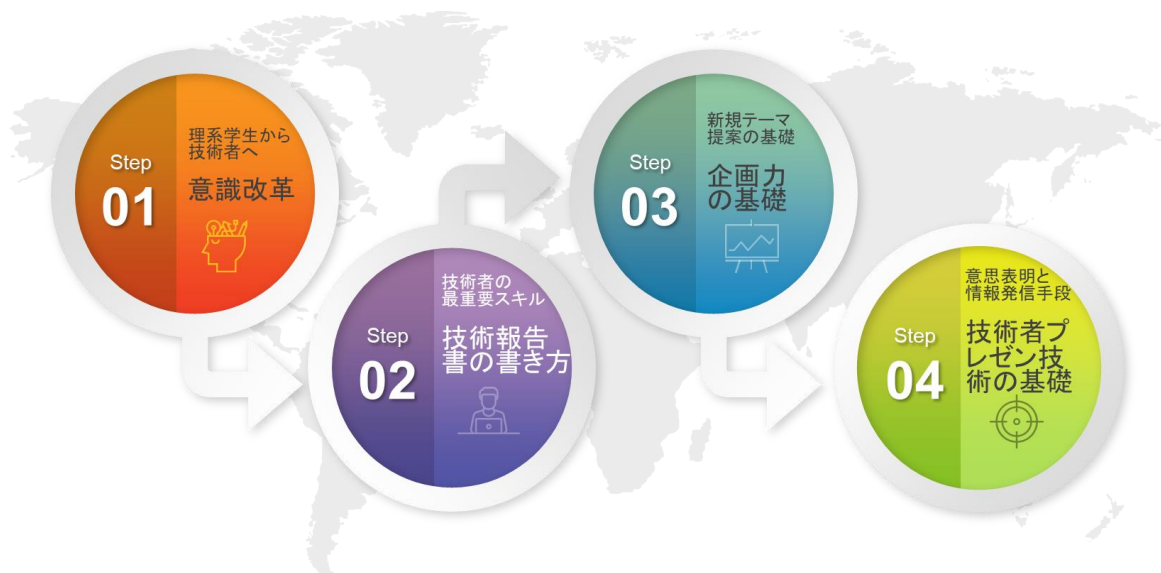 Step
01
理系学生から
技術者へ
意識改革
Step
02
技術者の
最重要スキル
技術報告
書の書き方
Step
03
新規テーマ
提案の基礎
企画力
の基礎
Step
04
意思表明と
情報発信手段
技術者プ
レゼン技
術の基礎